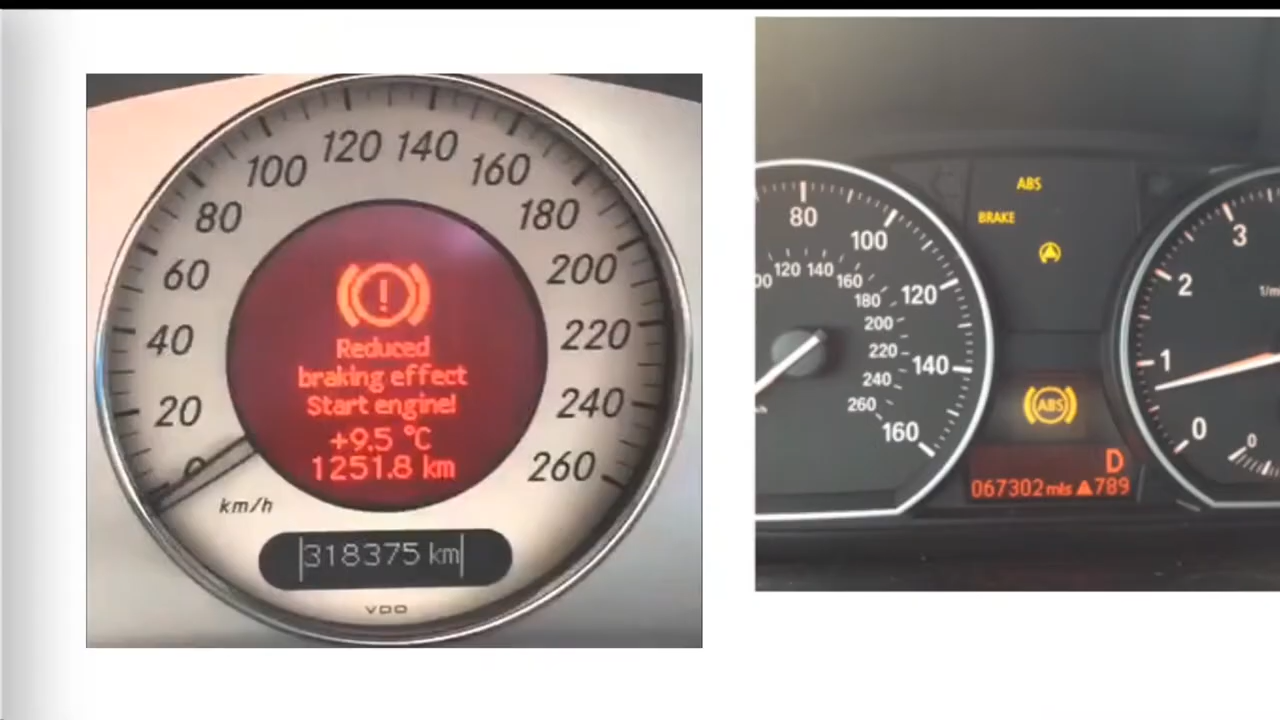 120 140
100 160
80 180
60 200
40 220
20 240
0 260
km/h
!
Reduced
braking effect
Start engine!
+9.5 °C
1251.8 km
318375 km
VDO
80
100
120
140
160
120 140
160
180
200
220
240
260
ABS
BRAKE
ABS
D
067302 mls ▲789
3
2
1
0
0